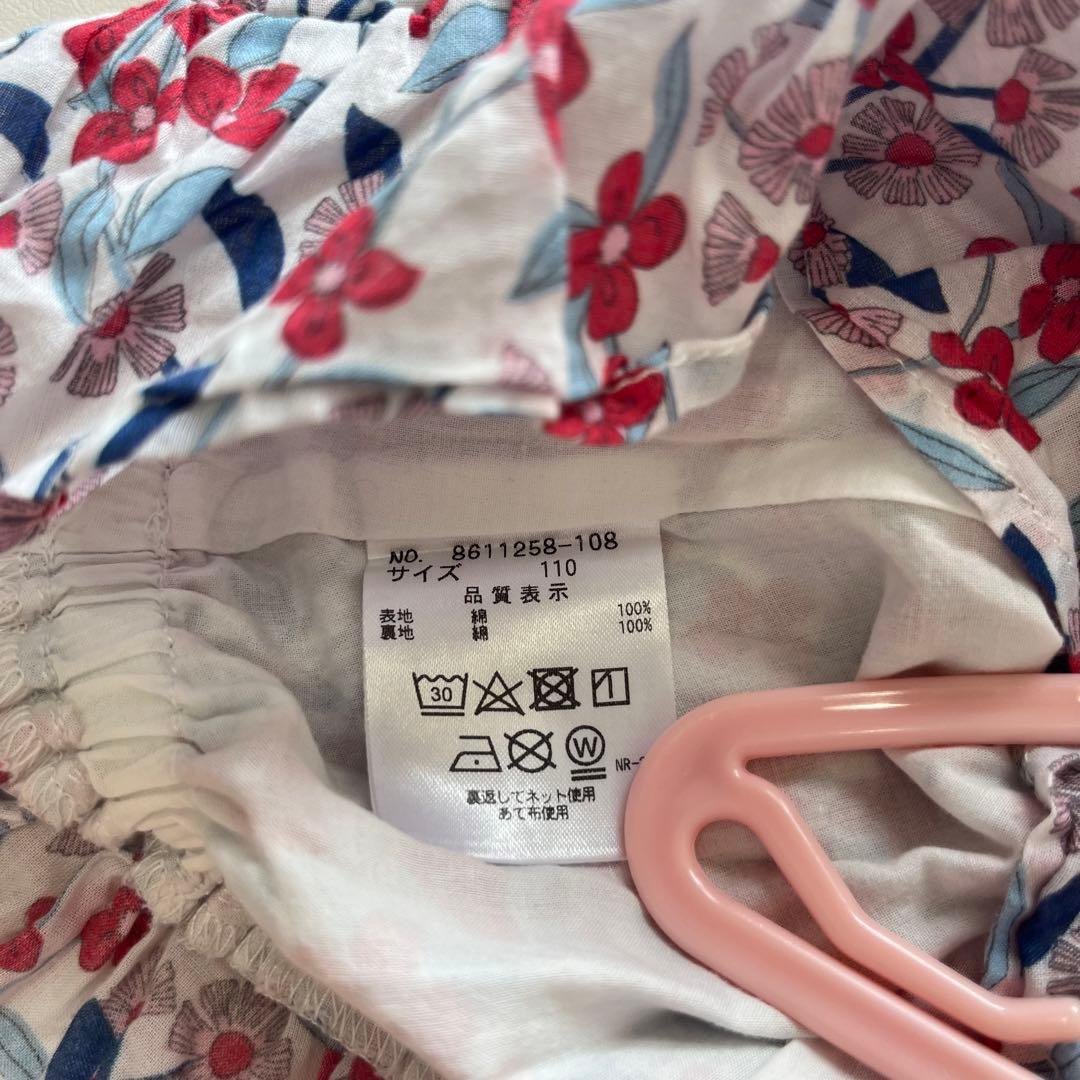 NO. 8611258-108
サイズ 110
品質表示
表地 綿 100%
裏地 綿 100%
30
W
NR-
裏返してネット使用
あて布使用